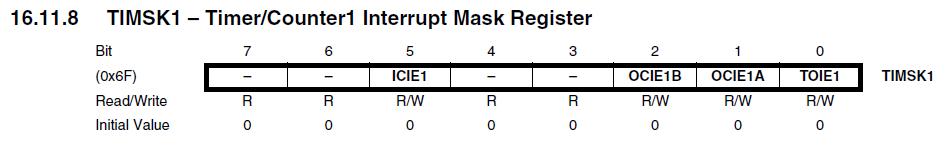 16.11.8 TIMSK1 – Timer/Counter1 Interrupt Mask Register
Bit 7 6 5 4 3 2 1 0
(0x6F) – – ICIE1 – – OCIE1B OCIE1A TOIE1 TIMSK1
Read/Write R R R/W R R R/W R/W R/W
Initial Value 0 0 0 0 0 0 0 0